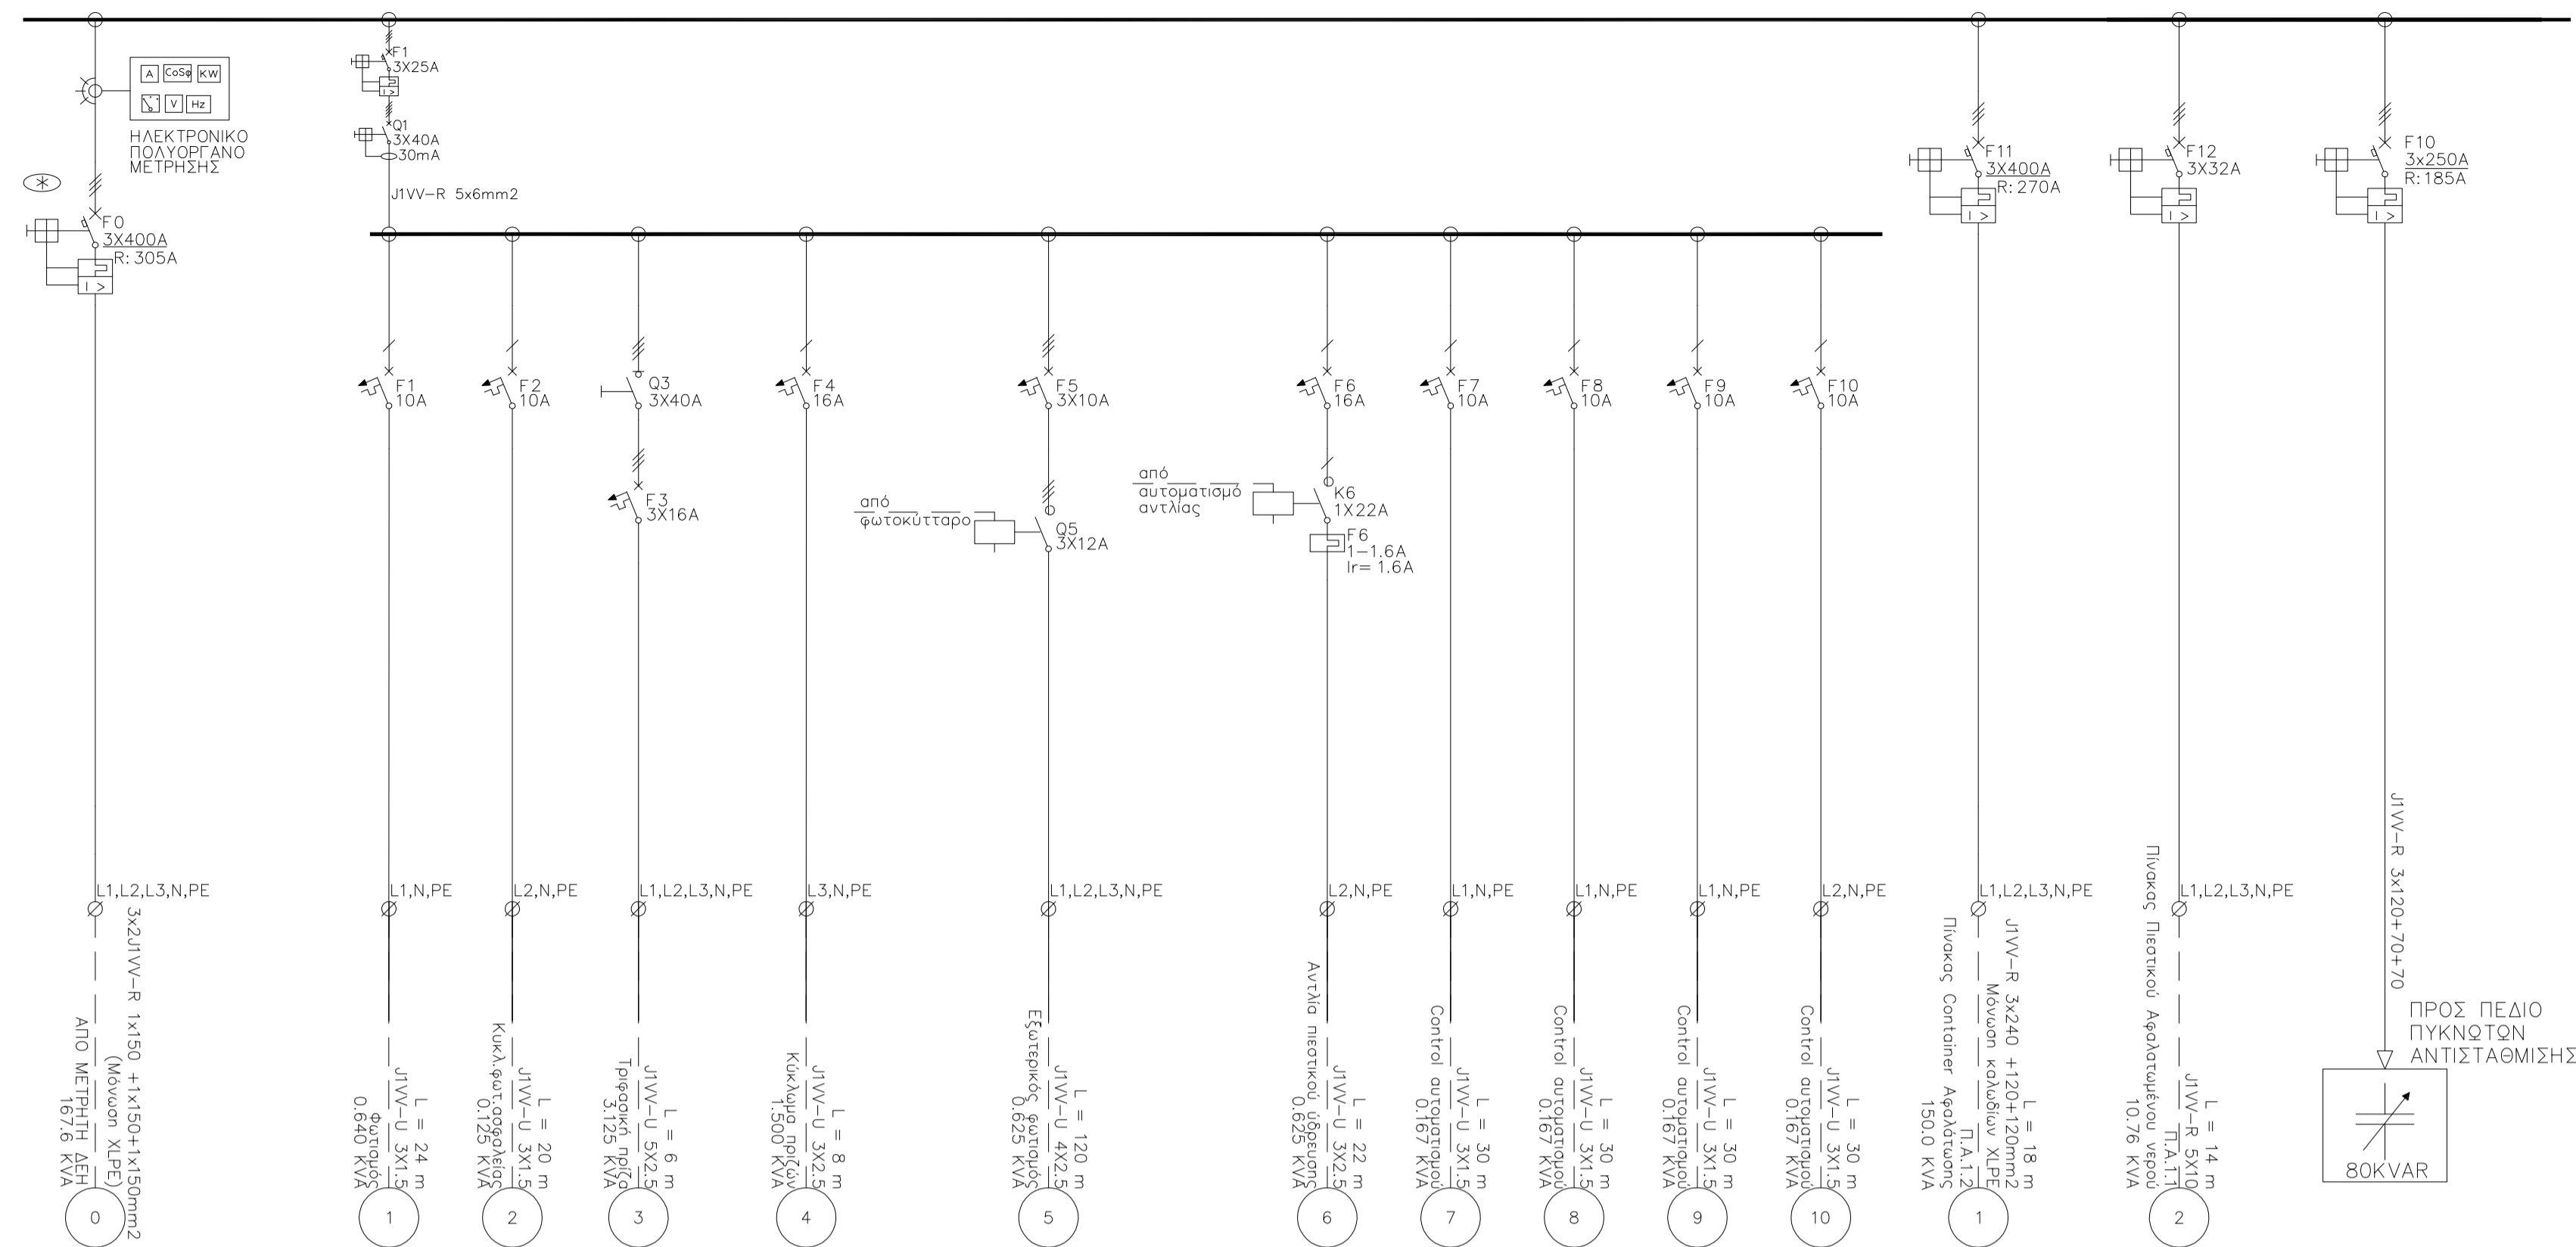 A CoSφ KW
V Hz
ΗΛΕΚΤΡΟΝΙΚΟ
ΠΟΛΥΟΡΓΑΝΟ
ΜΕΤΡΗΣΗΣ
F0
3X400A
R: 305A
I >
F1
3X25A
I >
Q1
3X40A
30mA
J1VV-R 5x6mm2
F11
3X400A
R: 270A
I >
F12
3X32A
I >
F10
3x250A
R: 185A
I >
F1
10A
F2
10A
Q3
3X40A
F3
3X16A
F4
16A
F5
3X10A
από
φωτοκύτταρο
Q5
3X12A
F6
16A
από
αυτοματισμό
αντλίας
K6
1X22A
F6
1-1.6A
Ir= 1.6A
F7
10A
F8
10A
F9
10A
F10
10A
L1,L2,L3,N,PE
3x2J1VV-R 1x150 +1x150+1x150mm2
(Μόνωση XLPE)
ΑΠΟ ΜΕΤΡΗΤΗ ΔΕΗ
167.6 KVA
0
L1,N,PE
L = 24 m
J1VV-U 3X1.5
Φωτισμός
0.640 KVA
1
L2,N,PE
L = 20 m
J1VV-U 3X1.5
Κυκλ.φωτ.ασφαλείας
0.125 KVA
2
L1,L2,L3,N,PE
L = 6 m
J1VV-U 5X2.5
Τριφασική πρίζα
3.125 KVA
3
L3,N,PE
L = 8 m
J1VV-U 3X2.5
Κύκλωμα πριζών
1.500 KVA
4
L1,L2,L3,N,PE
L = 120 m
J1VV-U 4X2.5
Εξωτερικός φωτισμός
0.625 KVA
5
L2,N,PE
L = 22 m
J1VV-U 3X2.5
Αντλία πιεστικού ύδρευσης
0.625 KVA
6
L1,N,PE
L = 30 m
J1VV-U 3X1.5
Control αυτοματισμού
0.167 KVA
7
L1,N,PE
L = 30 m
J1VV-U 3X1.5
Control αυτοματισμού
0.167 KVA
8
L1,N,PE
L = 30 m
J1VV-U 3X1.5
Control αυτοματισμού
0.167 KVA
9
L2,N,PE
L = 30 m
J1VV-U 3X1.5
Control αυτοματισμού
0.167 KVA
10
L1,L2,L3,N,PE
L = 18 m
J1VV-R 3x240 +120+120mm2
Μόνωση καλωδίων XLPE
Π.Α.1.2
Πίνακας Container Αφαλάτωσης
150.0 KVA
1
L1,L2,L3,N,PE
L = 14 m
J1VV-R 5X10
Π.Α.1.1
Πίνακας Πιεστικού Αφαλατωμένου νερού
10.76 KVA
2
J1VV-R 3x120+70+70
ΠΡΟΣ ΠΕΔΙΟ
ΠΥΚΝΩΤΩΝ
ΑΝΤΙΣΤΑΘΜΙΣΗΣ
80KVAR